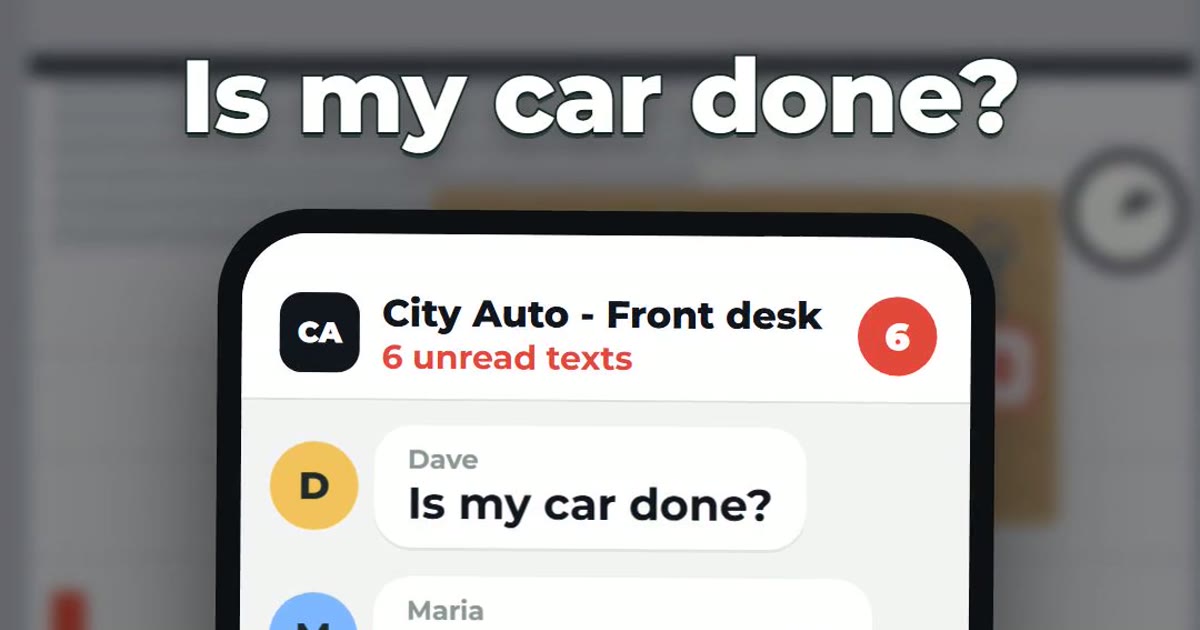 Is my car done?
CA
City Auto - Front desk
6 unread texts
6
D
Dave
Is my car done?
Maria